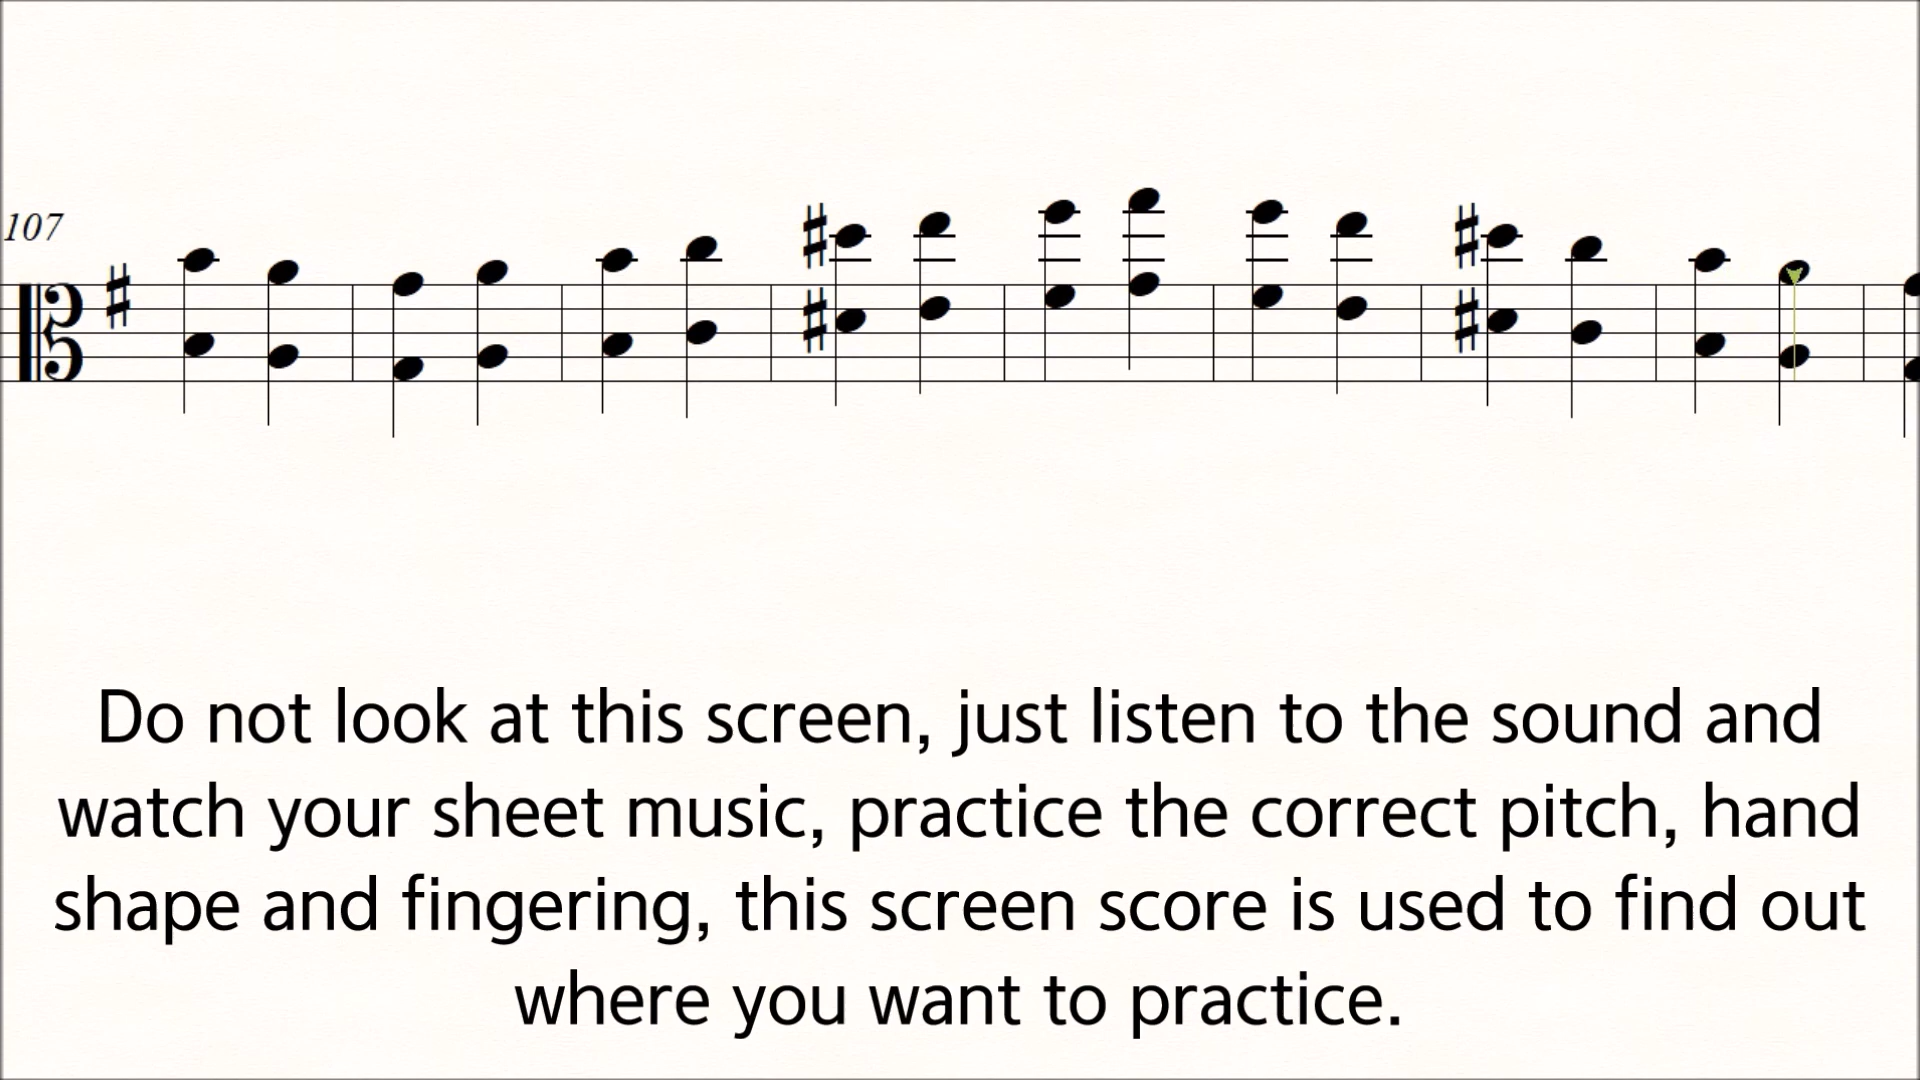 107
Do not look at this screen, just listen to the sound and
watch your sheet music, practice the correct pitch, hand
shape and fingering, this screen score is used to find out
where you want to practice.